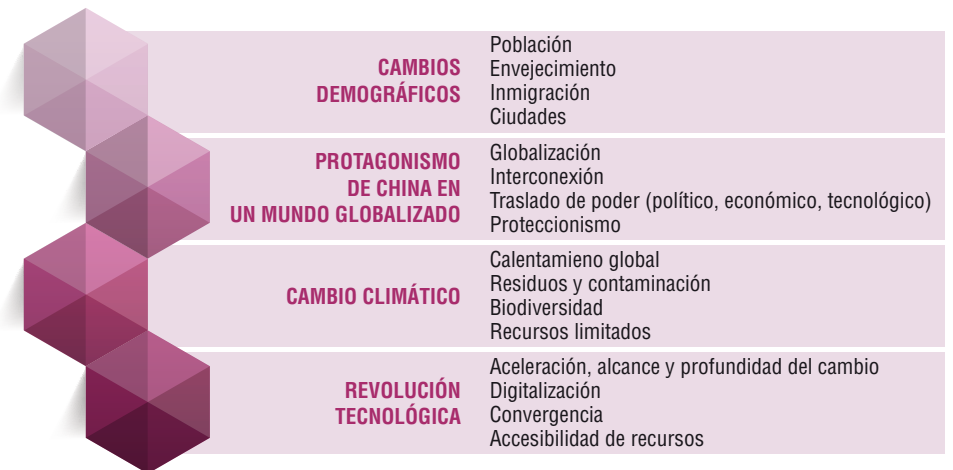 CAMBIOS
DEMOGRÁFICOS
Población
Envejecimiento
Inmigración
Ciudades
PROTAGONISMO
DE CHINA EN
UN MUNDO GLOBALIZADO
Globalización
Interconexión
Traslado de poder (político, económico, tecnológico)
Proteccionismo
CAMBIO CLIMÁTICO
Calentamieno global
Residuos y contaminación
Biodiversidad
Recursos limitados
REVOLUCIÓN
TECNOLÓGICA
Aceleración, alcance y profundidad del cambio
Digitalización
Convergencia
Accesibilidad de recursos